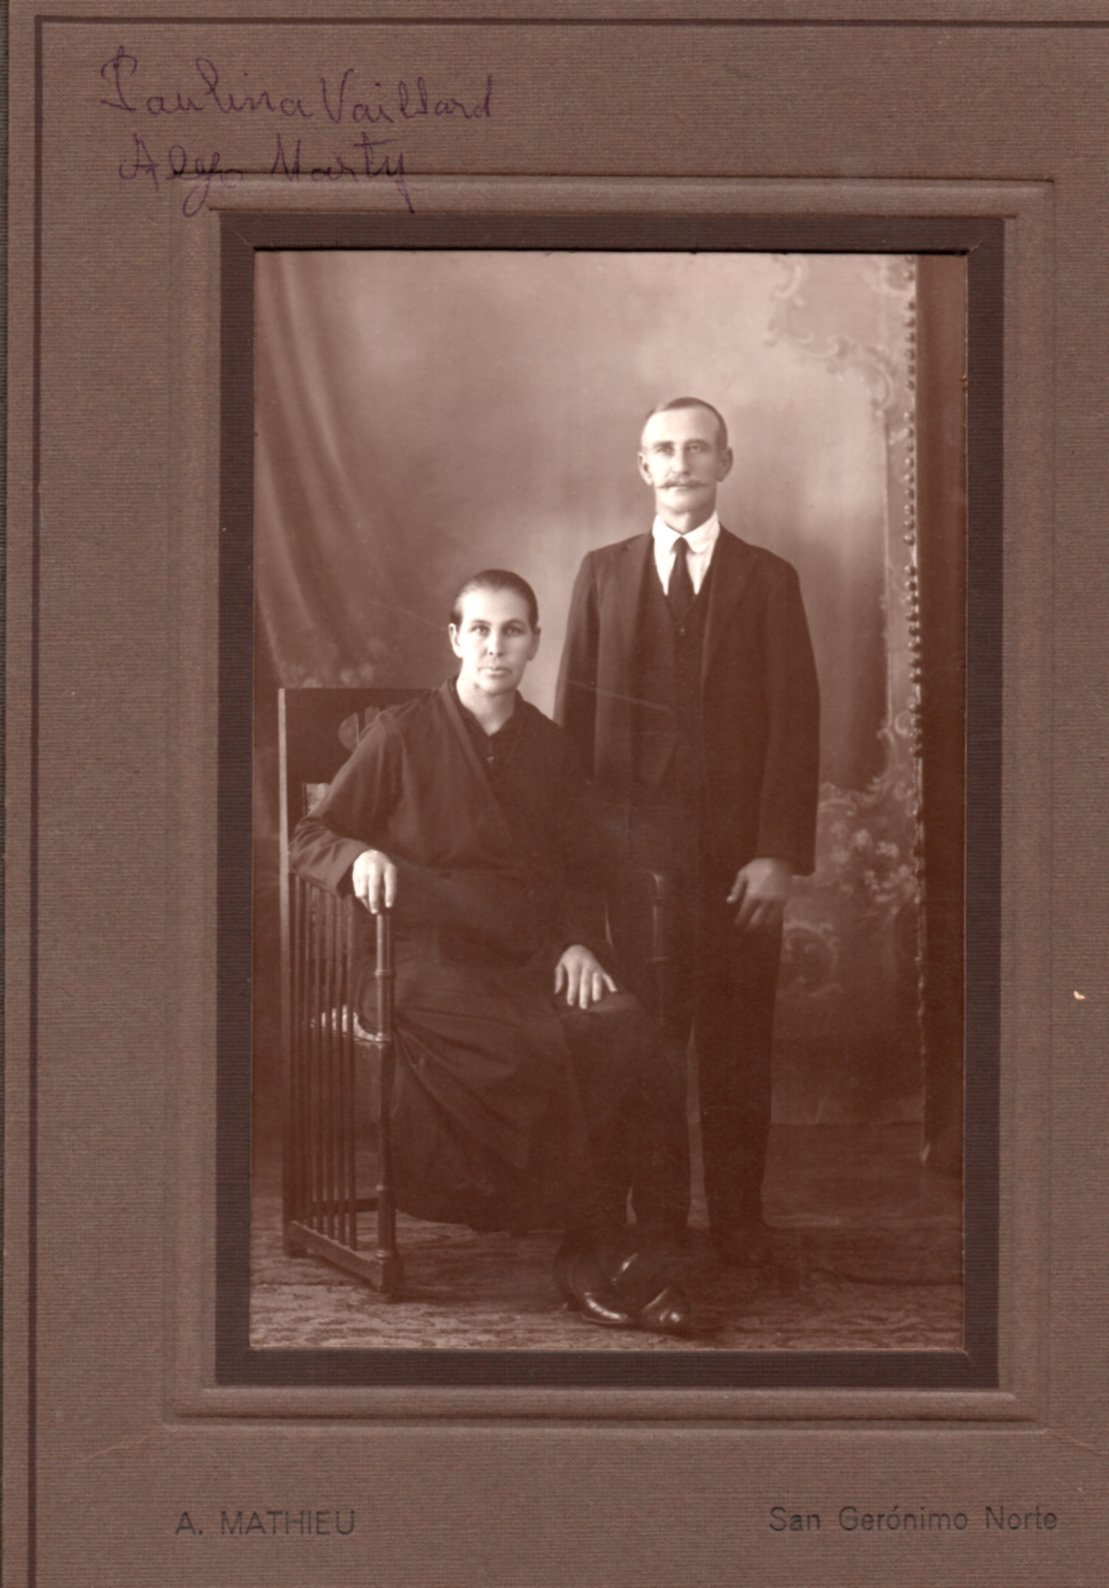 Paulina Vaillard
Marty
A. MATHIEU
San Gerónimo Norte